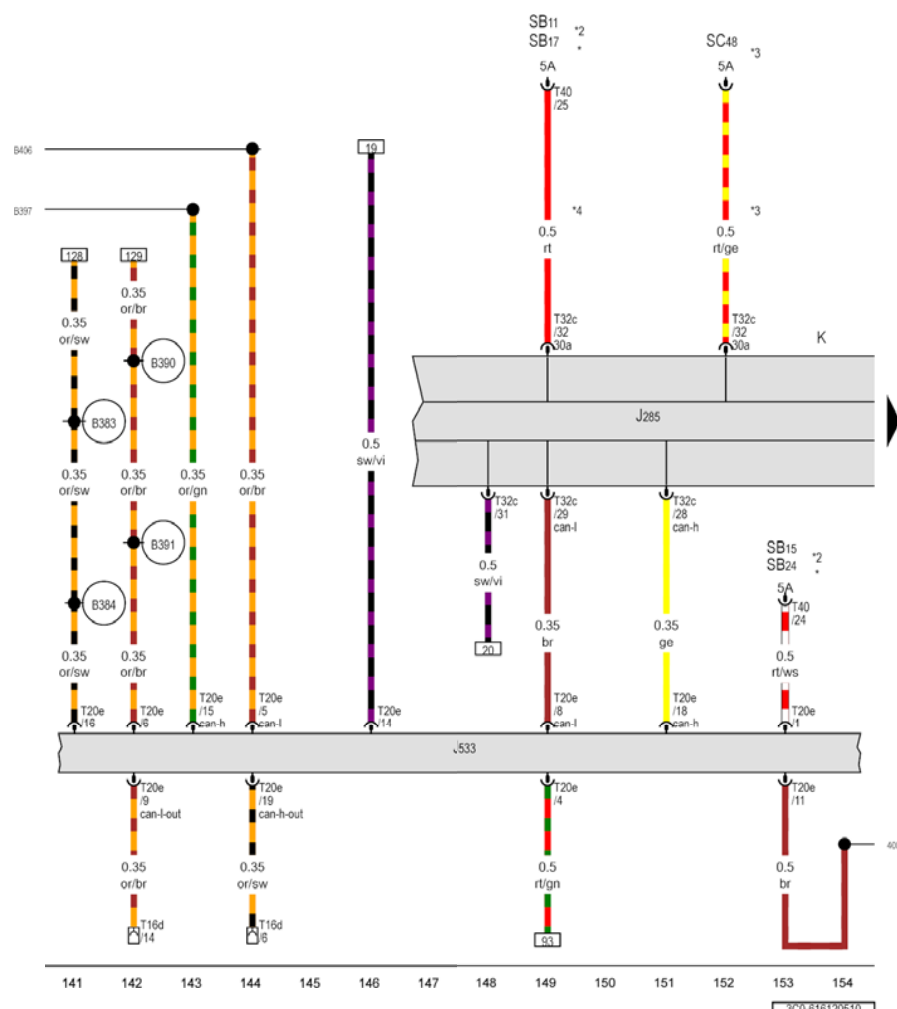 SB11 *2
SB17 *
5A
SC48 *3
5A
T40
/25
B406
19
B397
*4
*3
0.5
rt
0.5
rt/ge
128
129
0.35
or/br
0.35
or/sw
T32c
/32
30a
T32c
/32
30a
K
B390
B383
J285
0.35
or/sw
0.35
or/br
0.35
or/gn
0.35
or/br
0.5
sw/vi
T32c
/31
T32c
/29
can-l
T32c
/28
can-h
B391
SB15 *2
SB24 *
5A
0.5
sw/vi
B384
T40
/24
0.35
br
0.35
ge
20
0.35
or/sw
0.35
or/br
0.5
rt/ws
T20e
/16
T20e
/6
T20e
/15
can-h
T20e
/5
can-l
T20e
/14
T20e
/8
can-l
T20e
/18
can-h
T20e
/1
J533
T20e
/9
can-l-out
T20e
/19
can-h-out
T20e
/4
T20e
/11
0.35
or/br
0.35
or/sw
0.5
rt/gn
0.5
br
T16d
/14
T16d
/6
93
141 142 143 144 145 146 147 148 149 150 151 152 153 154